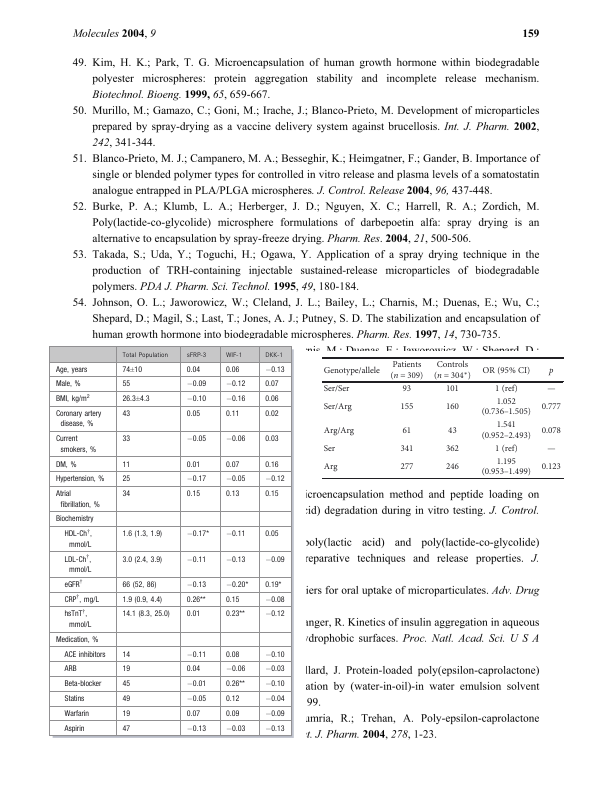 Molecules 2004, 9 159
49. Kim, H. K.; Park, T. G. Microencapsulation of human growth hormone within biodegradable
polyester microspheres: protein aggregation stability and incomplete release mechanism.
Biotechnol. Bioeng. 1999, 65, 659-667.
50. Murillo, M.; Gamazo, C.; Goni, M.; Irache, J.; Blanco-Prieto, M. Development of microparticles
prepared by spray-drying as a vaccine delivery system against brucellosis. Int. J. Pharm. 2002,
242, 341-344.
51. Blanco-Prieto, M. J.; Campanero, M. A.; Besseghir, K.; Heimgatner, F.; Gander, B. Importance of
single or blended polymer types for controlled in vitro release and plasma levels of a somatostatin
analogue entrapped in PLA/PLGA microspheres. J. Control. Release 2004, 96, 437-448.
52. Burke, P. A.; Klumb, L. A.; Herberger, J. D.; Nguyen, X. C.; Harrell, R. A.; Zordich, M.
Poly(lactide-co-glycolide) microsphere formulations of darbepoetin alfa: spray drying is an
alternative to encapsulation by spray-freeze drying. Pharm. Res. 2004, 21, 500-506.
53. Takada, S.; Uda, Y.; Toguchi, H.; Ogawa, Y. Application of a spray drying technique in the
production of TRH-containing injectable sustained-release microparticles of biodegradable
polymers. PDA J. Pharm. Sci. Technol. 1995, 49, 180-184.
54. Johnson, O. L.; Jaworowicz, W.; Cleland, J. L.; Bailey, L.; Charnis, M.; Duenas, E.; Wu, C.;
Shepard, D.; Magil, S.; Last, T.; Jones, A. J.; Putney, S. D. The stabilization and encapsulation of
human growth hormone into biodegradable microspheres. Pharm. Res. 1997, 14, 730-735.
Total Population sFRP-3 WIF-1 DKK-1
Age, years 74±10 0.04 0.06 −0.13
Male, % 55 −0.09 −0.12 0.07
BMI, kg/m² 26.3±4.3 −0.10 −0.16 0.06
Coronary artery
disease, % 43 0.05 0.11 0.02
Current
smokers, % 33 −0.05 −0.06 0.03
DM, % 11 0.01 0.07 0.16
Hypertension, % 25 −0.17 −0.05 −0.12
Atrial
fibrillation, % 34 0.15 0.13 0.15
Biochemistry
HDL-Ch†,
mmol/L 1.6 (1.3, 1.9) −0.17* −0.11 0.05
LDL-Ch†,
mmol/L 3.0 (2.4, 3.9) −0.11 −0.13 −0.09
eGFR† 66 (52, 86) −0.13 −0.20* 0.19*
CRP†, mg/L 1.9 (0.9, 4.4) 0.26** 0.15 −0.08
hsTnT†,
mmol/L 14.1 (8.3, 25.0) 0.01 0.23** −0.12
Medication, %
ACE inhibitors 14 −0.11 0.08 −0.10
ARB 19 0.04 −0.06 −0.03
Beta-blocker 45 −0.01 0.26** −0.10
Statins 49 −0.05 0.12 −0.04
Warfarin 19 0.07 0.09 −0.09
Aspirin 47 −0.13 −0.03 −0.13
Genotype/allele Patients (n = 309) Controls (n = 304*) OR (95% CI) p
Ser/Ser 93 101 1 (ref) —
Ser/Arg 155 160 1.052 (0.736–1.505) 0.777
Arg/Arg 61 43 1.541 (0.952–2.493) 0.078
Ser 341 362 1 (ref) —
Arg 277 246 1.195 (0.953–1.499) 0.123
icroencapsulation method and peptide loading on
cid) degradation during in vitro testing. J. Control.
poly(lactic acid) and poly(lactide-co-glycolide)
reparative techniques and release properties. J.
iers for oral uptake of microparticulates. Adv. Drug
nger, R. Kinetics of insulin aggregation in aqueous
ydrophobic surfaces. Proc. Natl. Acad. Sci. U S A
llard, J. Protein-loaded poly(epsilon-caprolactone)
ation by (water-in-oil)-in water emulsion solvent
99.
umria, R.; Trehan, A. Poly-epsilon-caprolactone
t. J. Pharm. 2004, 278, 1-23.